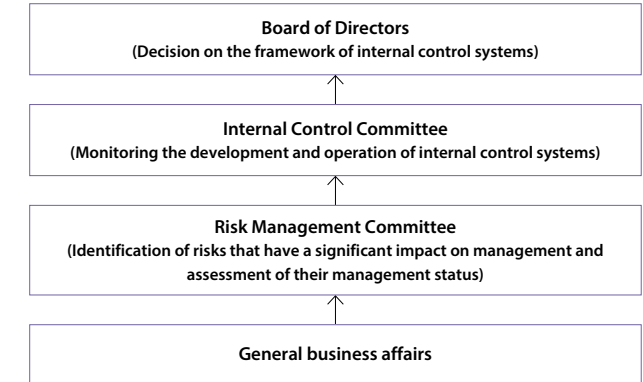 Board of Directors
(Decision on the framework of internal control systems)
Internal Control Committee
(Monitoring the development and operation of internal control systems)
Risk Management Committee
(Identification of risks that have a significant impact on management and
assessment of their management status)
General business affairs